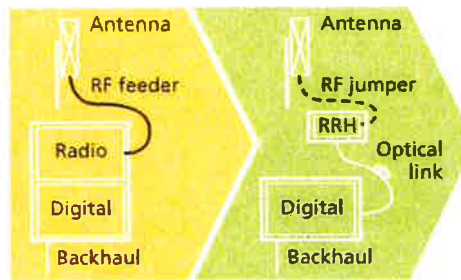 Antenna
RF feeder
Radio
Digital
Backhaul
Antenna
RF jumper
RRH
Optical
link
Digital
Backhaul